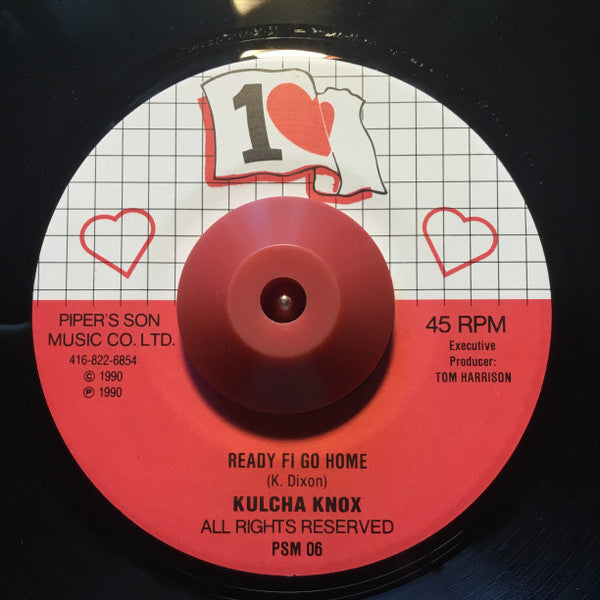 1
PIPER'S SON
MUSIC CO. LTD.
416-822-6854
© 1990
℗ 1990
45 RPM
Executive
Producer:
TOM HARRISON
READY FI GO HOME
(K. Dixon)
KULCHA KNOX
ALL RIGHTS RESERVED
PSM 06